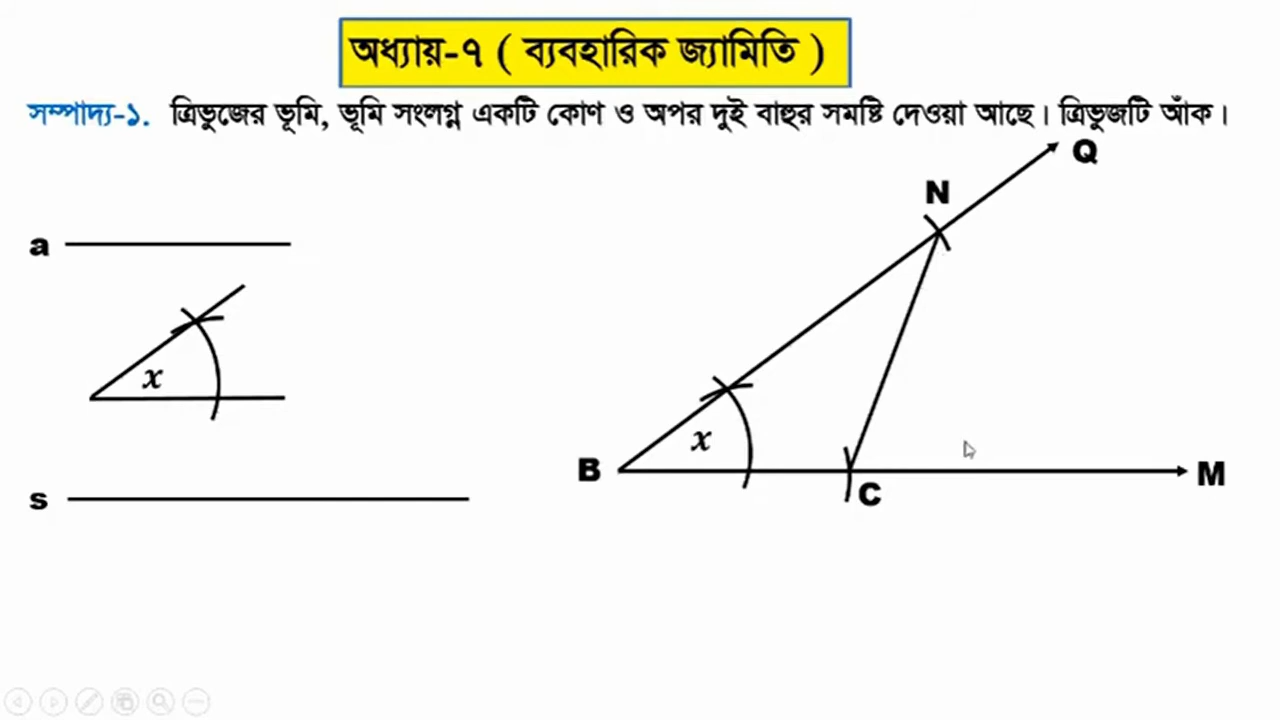 অধ্যায়-৭ ( ব্যবহারিক জ্যামিতি )
সম্পাদ্য-১. ত্রিভুজের ভূমি, ভূমি সংলগ্ন একটি কোণ ও অপর দুই বাহুর সমষ্টি দেওয়া আছে। ত্রিভুজটি আঁক।
Q
N
a
x
x
B
C
M
s